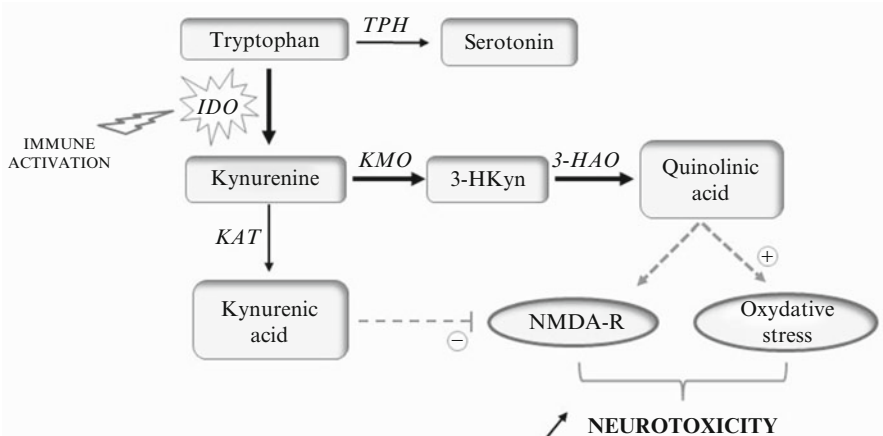 TPH
Tryptophan
Serotonin
IDO
IMMUNE
ACTIVATION
KMO
3-HAO
Kynurenine
3-HKyn
Quinolinic
acid
KAT
+
Kynurenic
acid
NMDA-R
Oxydative
stress
−
NEUROTOXICITY